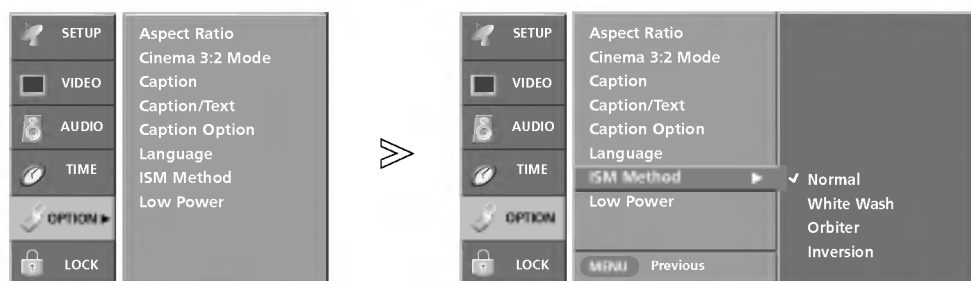 SETUP
VIDEO
AUDIO
TIME
OPTION
LOCK
Aspect Ratio
Cinema 3:2 Mode
Caption
Caption/Text
Caption Option
Language
ISM Method
Low Power
SETUP
VIDEO
AUDIO
TIME
OPTION
LOCK
Aspect Ratio
Cinema 3:2 Mode
Caption
Caption/Text
Caption Option
Language
ISM Method
Low Power
MENU Previous
✓ Normal
White Wash
Orbiter
Inversion